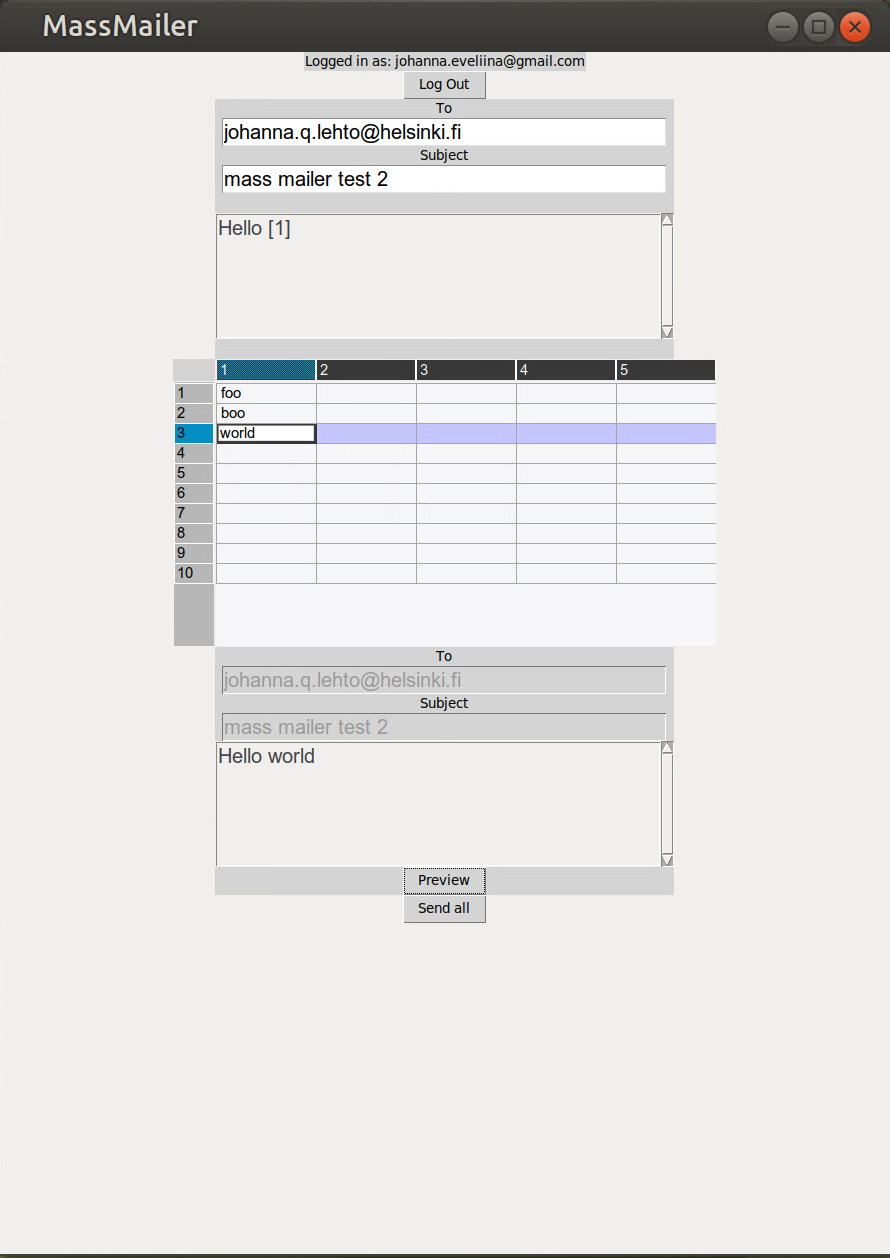 MassMailer
Logged in as: johanna.eveliina@gmail.com
Log Out
To
johanna.q.lehto@helsinki.fi
Subject
mass mailer test 2
Hello [1]
1 2 3 4 5
1 foo
2 boo
3 world
4
5
6
7
8
9
10
To
johanna.q.lehto@helsinki.fi
Subject
mass mailer test 2
Hello world
Preview
Send all